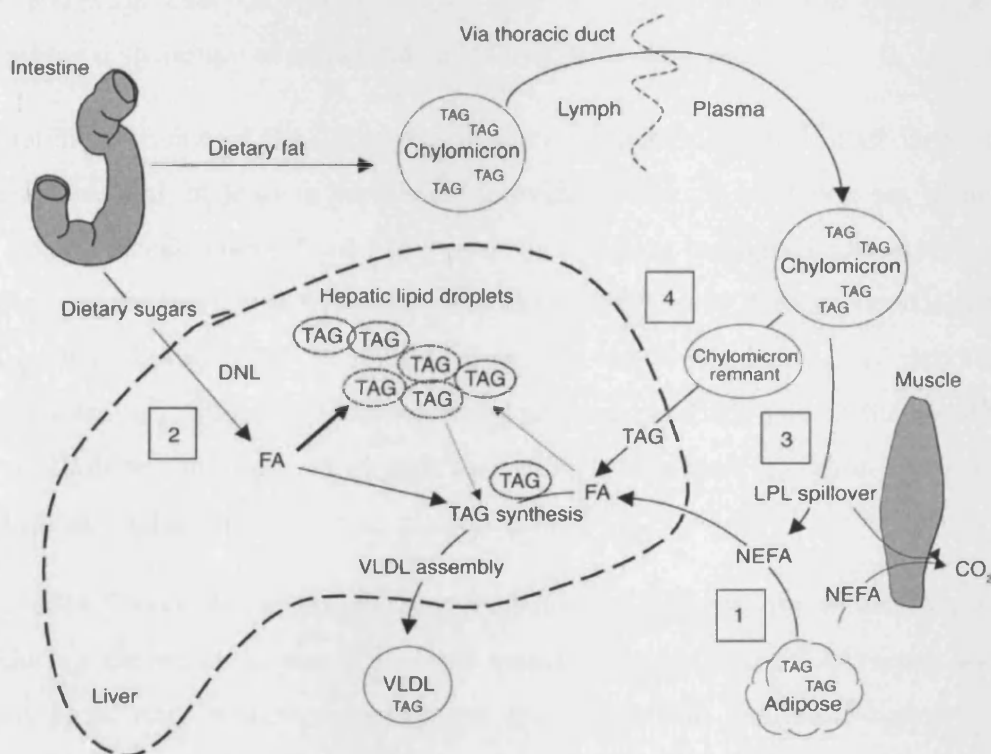 Via thoracic duct
Intestine
TAG
TAG
Chylomicron
TAG
TAG
Lymph
Plasma
Dietary fat
TAG
TAG
Chylomicron
TAG
TAG
4
Hepatic lipid droplets
Dietary sugars
TAG
TAG
TAG
TAG
TAG
TAG
Chylomicron
remnant
Muscle
DNL
2
FA
TAG
3
TAG
FA
LPL spillover
TAG synthesis
NEFA
VLDL assembly
CO₂
NEFA
1
VLDL
TAG
TAG
TAG
Adipose
Liver